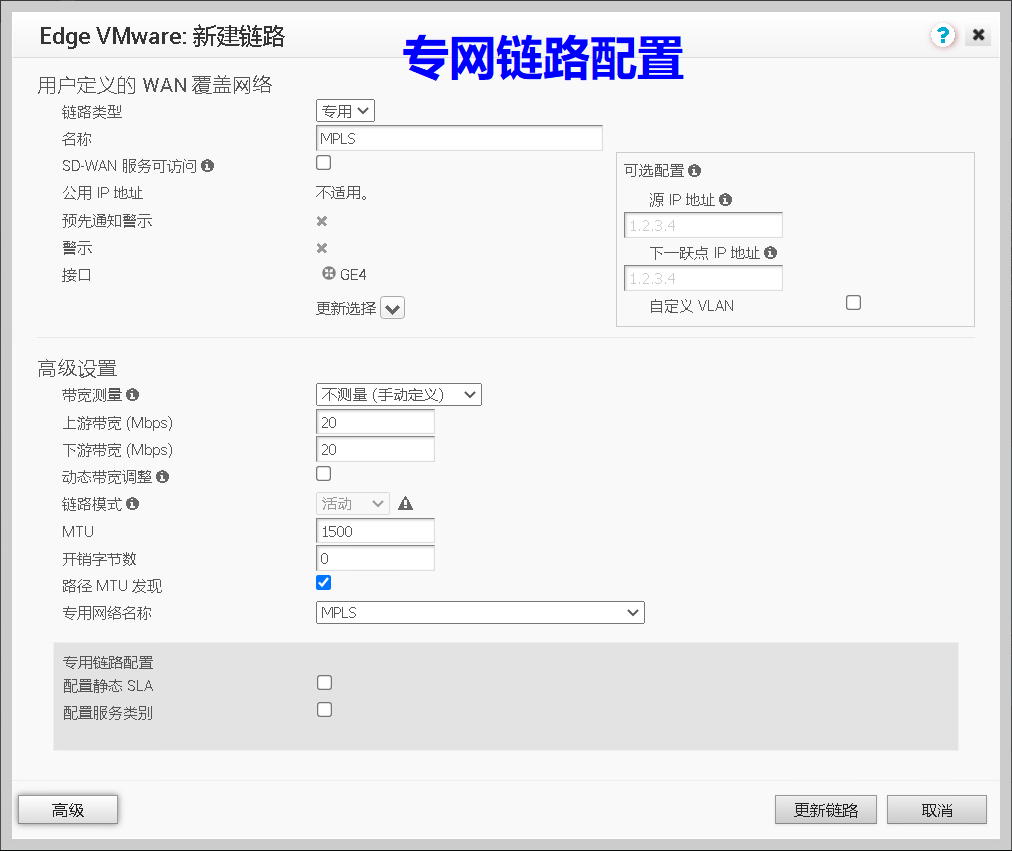 Edge VMware: 新建链路
专网链路配置
用户定义的 WAN 覆盖网络
链路类型 专用
名称 MPLS
SD-WAN 服务可访问
公用 IP 地址 不适用。
预先通知警示
警示
接口 GE4
更新选择
可选配置
源 IP 地址
1.2.3.4
下一跃点 IP 地址
1.2.3.4
自定义 VLAN
高级设置
带宽测量 不测量 (手动定义)
上游带宽 (Mbps) 20
下游带宽 (Mbps) 20
动态带宽调整
链路模式 活动
MTU 1500
开销字节数 0
路径 MTU 发现
专用网络名称 MPLS
专用链路配置
配置静态 SLA
配置服务类别
高级 更新链路 取消